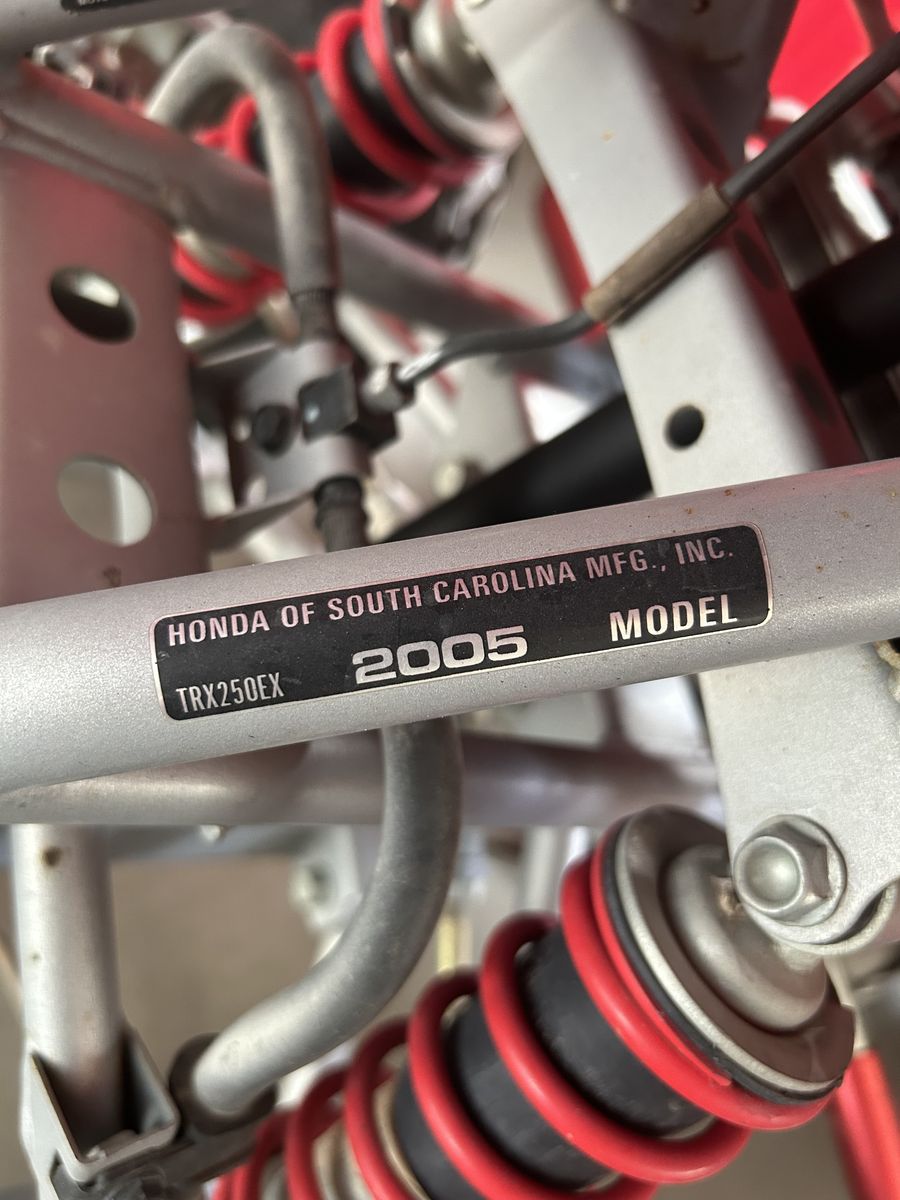 HONDA OF SOUTH CAROLINA MFG., INC.
TRX250EX 2005 MODEL